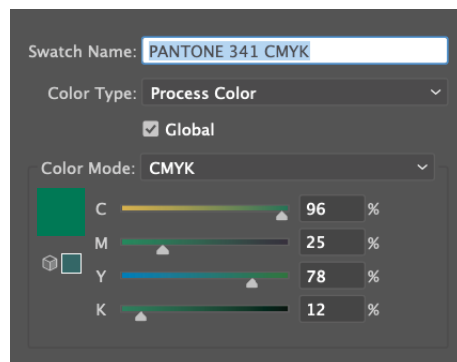 Swatch Name: PANTONE 341 CMYK
Color Type: Process Color
Global
Color Mode: CMYK
C 96 %
M 25 %
Y 78 %
K 12 %